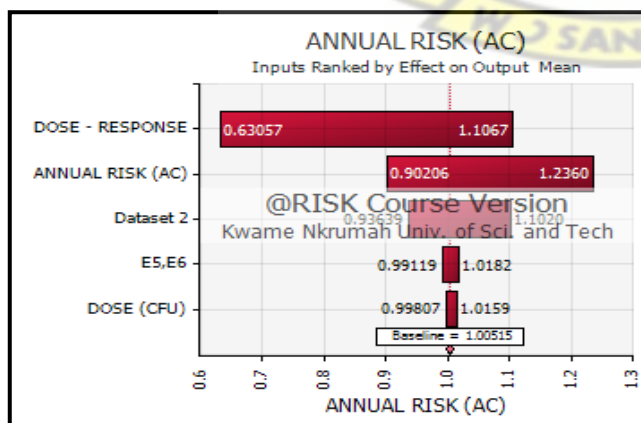 W SAN
ANNUAL RISK (AC)
Inputs Ranked by Effect on Output Mean
DOSE - RESPONSE 0.63057 1.1067
ANNUAL RISK (AC) 0.90206 1.2360
@RISK Course Version
Dataset 2 0.93639 1.1020
Kwame Nkrumah Univ. of Sci. and Tech
E5,E6 0.99119 1.0182
DOSE (CFU) 0.99807 1.0159
Baseline = 1.00515
0.6 0.7 0.8 0.9 1.0 1.1 1.2 1.3
ANNUAL RISK (AC)